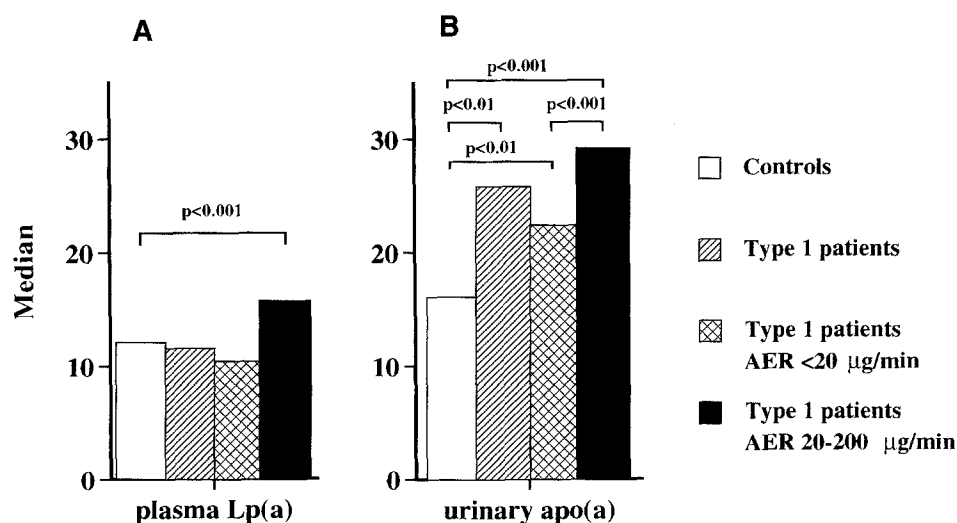 A
Median
30
20
10
0
p<0.001
plasma Lp(a)
B
30
20
10
0
p<0.001
p<0.01
p<0.001
p<0.01
urinary apo(a)
Controls
Type 1 patients
Type 1 patients
AER <20 µg/min
Type 1 patients
AER 20-200 µg/min